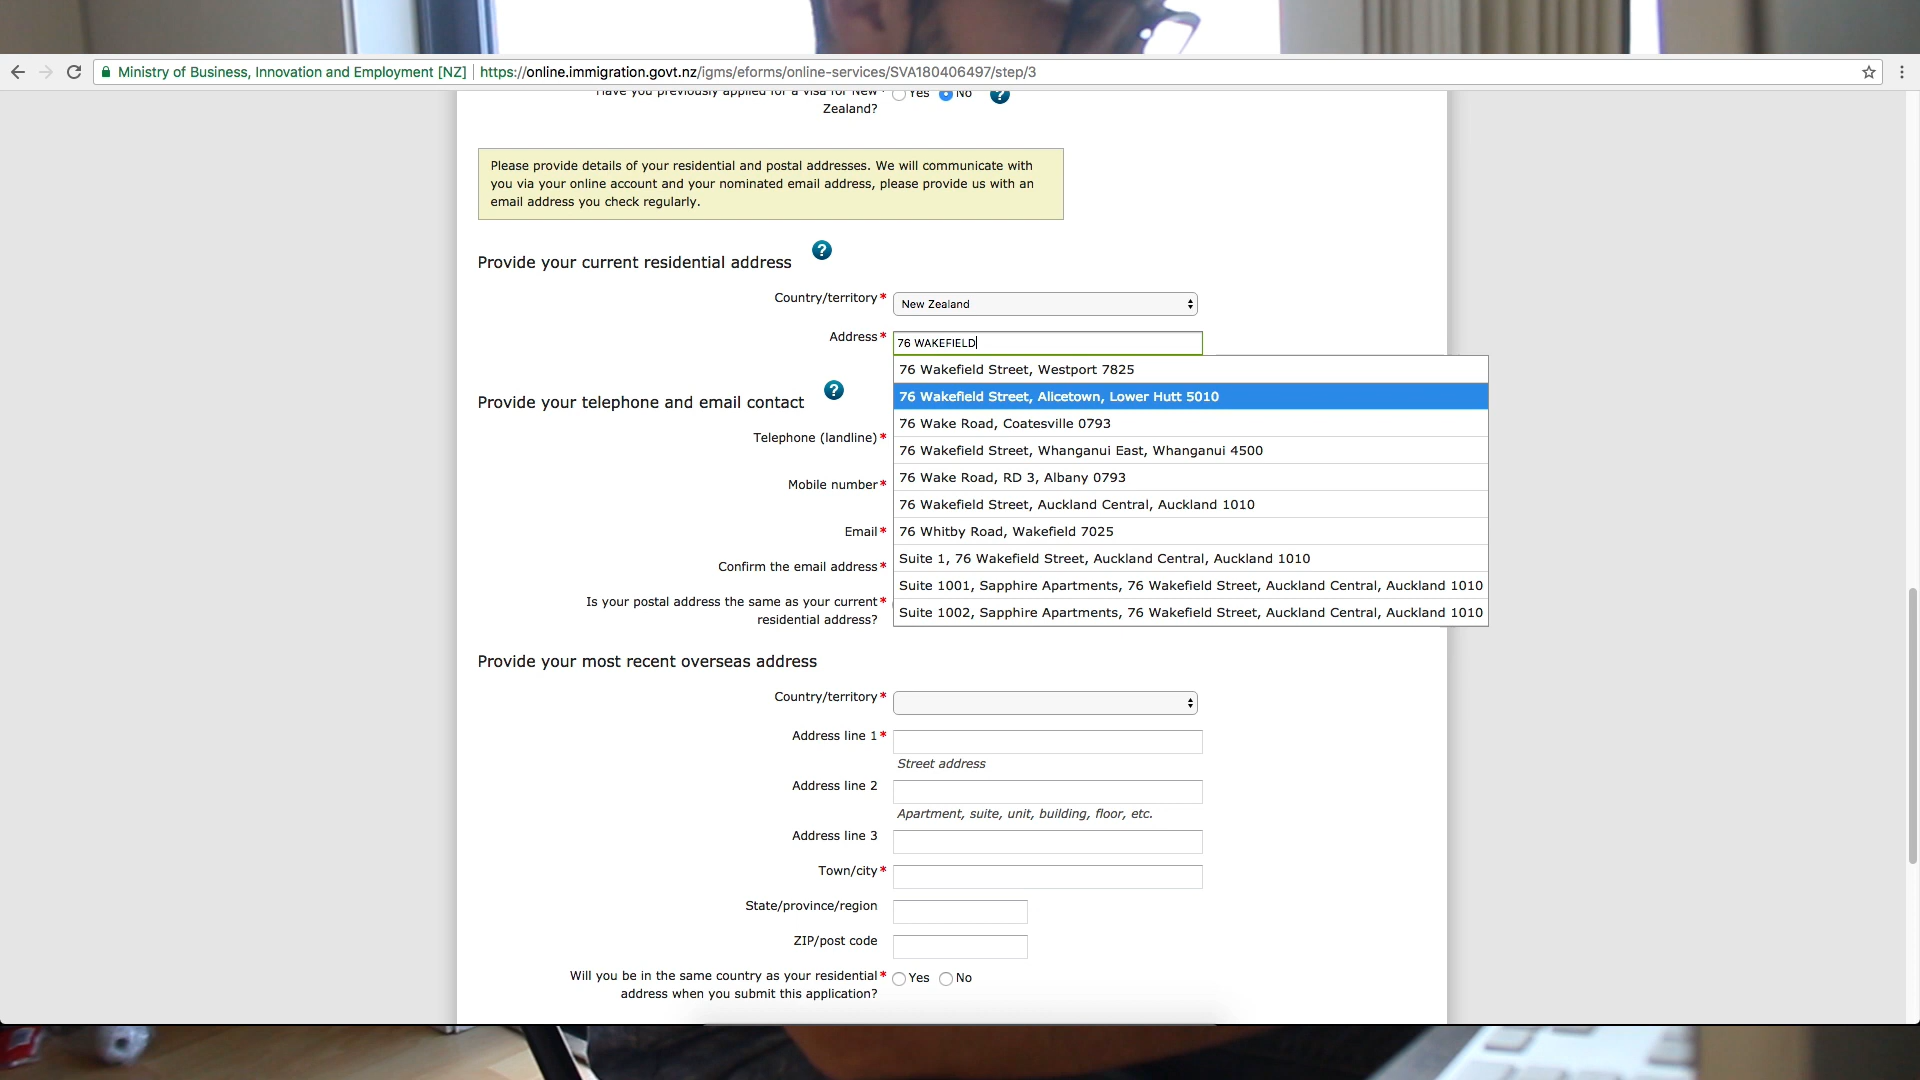 Ministry of Business, Innovation and Employment [NZ] https://online.immigration.govt.nz/igms/eforms/online-services/SVA180406497/step/3
Have you previously applied for a visa for New * Yes No ?
Zealand?
Please provide details of your residential and postal addresses. We will communicate with
you via your online account and your nominated email address, please provide us with an
email address you check regularly.
Provide your current residential address ?
Country/territory* New Zealand
Address* 76 WAKEFIELD
76 Wakefield Street, Westport 7825
76 Wakefield Street, Alicetown, Lower Hutt 5010
76 Wake Road, Coatesville 0793
76 Wakefield Street, Whanganui East, Whanganui 4500
76 Wake Road, RD 3, Albany 0793
76 Wakefield Street, Auckland Central, Auckland 1010
76 Whitby Road, Wakefield 7025
Suite 1, 76 Wakefield Street, Auckland Central, Auckland 1010
Suite 1001, Sapphire Apartments, 76 Wakefield Street, Auckland Central, Auckland 1010
Suite 1002, Sapphire Apartments, 76 Wakefield Street, Auckland Central, Auckland 1010
Provide your telephone and email contact ?
Telephone (landline)*
Mobile number*
Email*
Confirm the email address*
Is your postal address the same as your current *
residential address?
Provide your most recent overseas address
Country/territory*
Address line 1*
Street address
Address line 2
Apartment, suite, unit, building, floor, etc.
Address line 3
Town/city*
State/province/region
ZIP/post code
Will you be in the same country as your residential * Yes No
address when you submit this application?